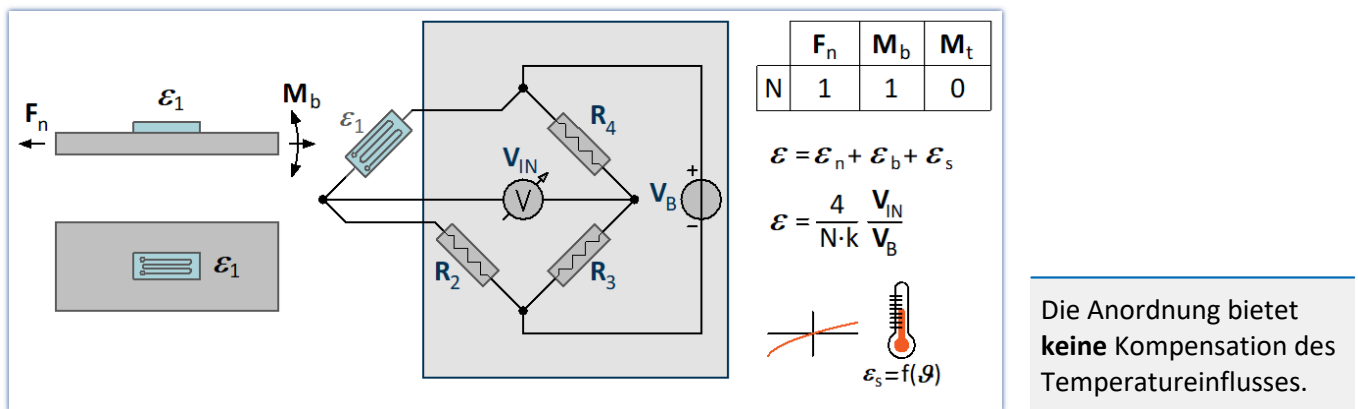 F_n
ε_1
M_b
ε_1
ε_1
R_4
V_IN
V
V_B
+
−
R_2
R_3
F_n M_b M_t
N 1 1 0
ε = ε_n + ε_b + ε_s
ε = 4/(N·k) V_IN/V_B
ε_s=f(ϑ)
Die Anordnung bietet
keine Kompensation des
Temperatureinflusses.